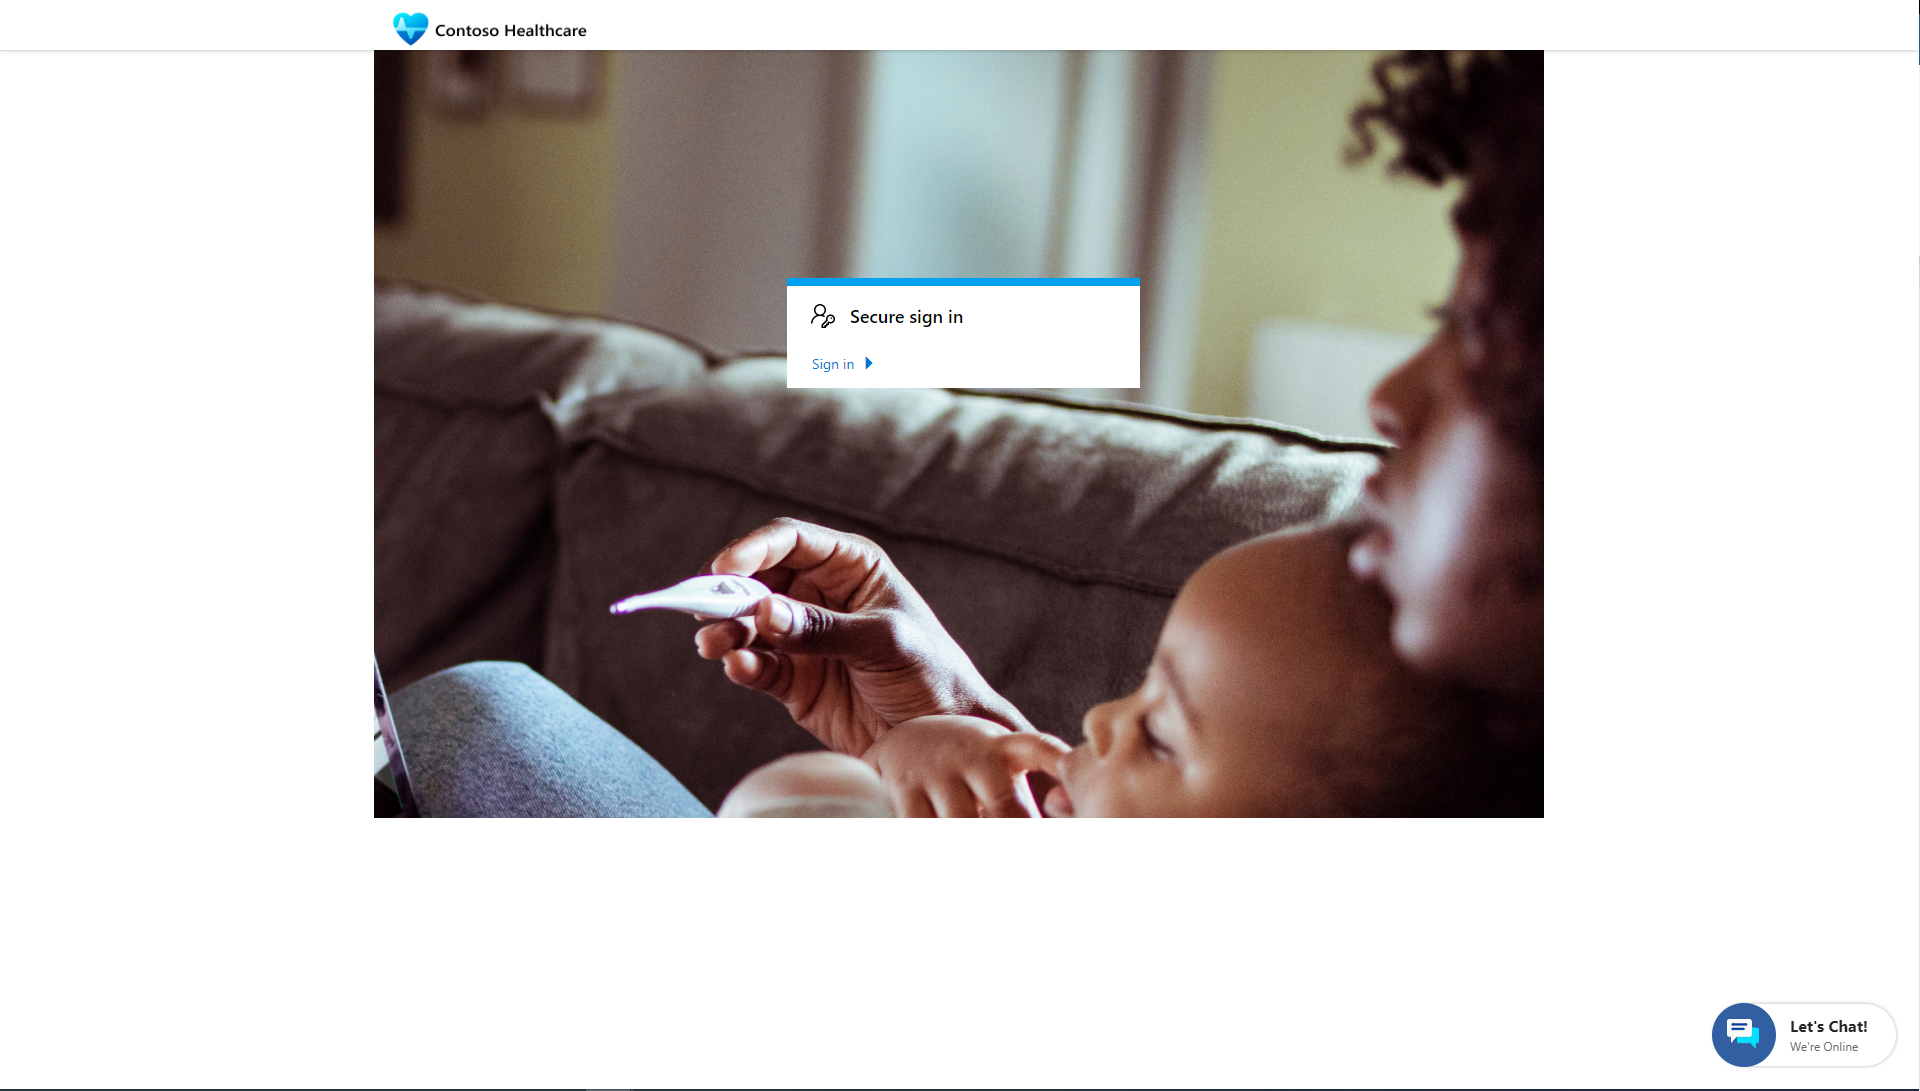 Contoso Healthcare
Secure sign in
Sign in
Let's Chat!
We're Online